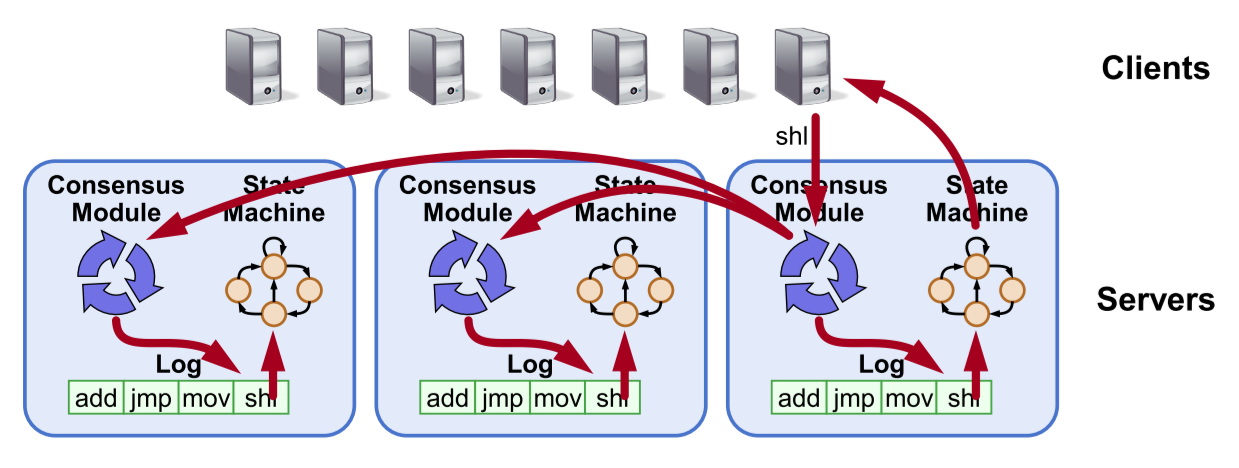 Clients
shl
Consensus Module
State Machine
Consensus Module
State Machine
Consensus Module
State Machine
Servers
Log
Log
Log
add jmp mov shl
add jmp mov shl
add jmp mov shl